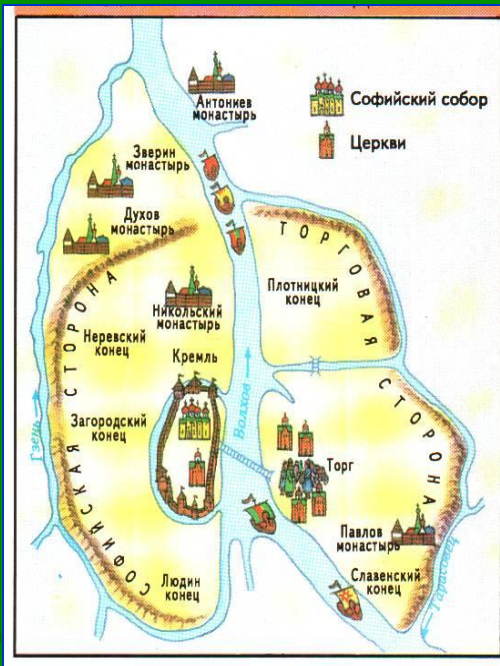 Антониев
монастырь
Софийский собор
Церкви
Зверин
монастырь
Духов
монастырь
ТОРГОВАЯ СТОРОНА
Плотницкий
конец
Никольский
монастырь
Неревский
конец
Кремль
Волхов
Гзень
Загородский
конец
СОФИЙСКАЯ СТОРОНА
Торг
Павлов
монастырь
Славенский
конец
Людин
конец
Тарасовец